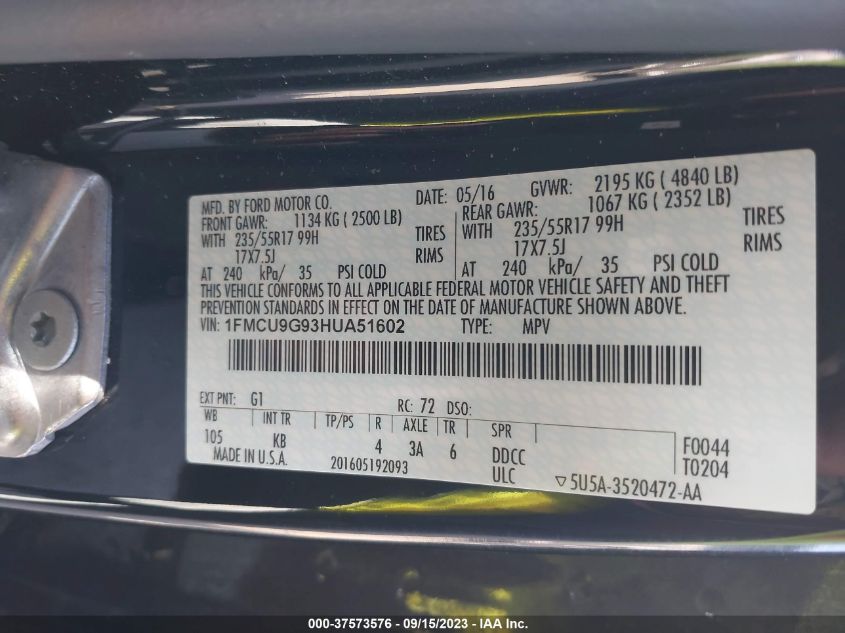 MFD. BY FORD MOTOR CO. DATE: 05/16 GVWR: 2195 KG ( 4840 LB)
FRONT GAWR: 1134 KG ( 2500 LB) REAR GAWR: 1067 KG ( 2352 LB)
WITH 235/55R17 99H TIRES WITH 235/55R17 99H TIRES
17X7.5J RIMS 17X7.5J RIMS
AT 240 kPa/ 35 PSI COLD AT 240 kPa/ 35 PSI COLD
THIS VEHICLE CONFORMS TO ALL APPLICABLE FEDERAL MOTOR VEHICLE SAFETY AND THEFT
PREVENTION STANDARDS IN EFFECT ON THE DATE OF MANUFACTURE SHOWN ABOVE.
VIN: 1FMCU9G93HUA51602 TYPE: MPV
EXT PNT: G1 RC: 72 DSO:
WB INT TR TP/PS R AXLE TR SPR
105 KB 4 3A 6 DDCC F0044
MADE IN U.S.A. 201605192093 ULC T0204
▽5U5A-3520472-AA
000-37573576 - 09/15/2023 - © IAA Inc.